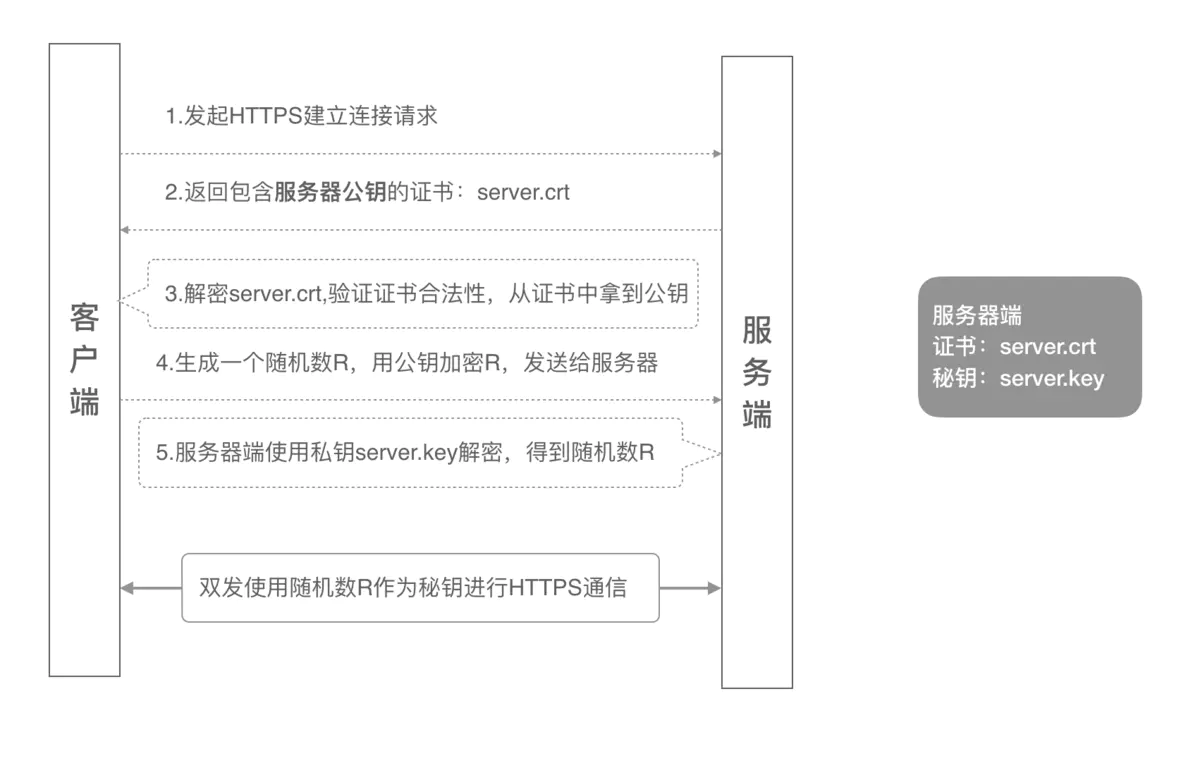 1.发起HTTPS建立连接请求
2.返回包含服务器公钥的证书：server.crt
3.解密server.crt,验证证书合法性，从证书中拿到公钥
4.生成一个随机数R，用公钥加密R，发送给服务器
5.服务器端使用私钥server.key解密，得到随机数R
双发使用随机数R作为秘钥进行HTTPS通信
客户端
服务端
服务器端
证书：server.crt
秘钥：server.key